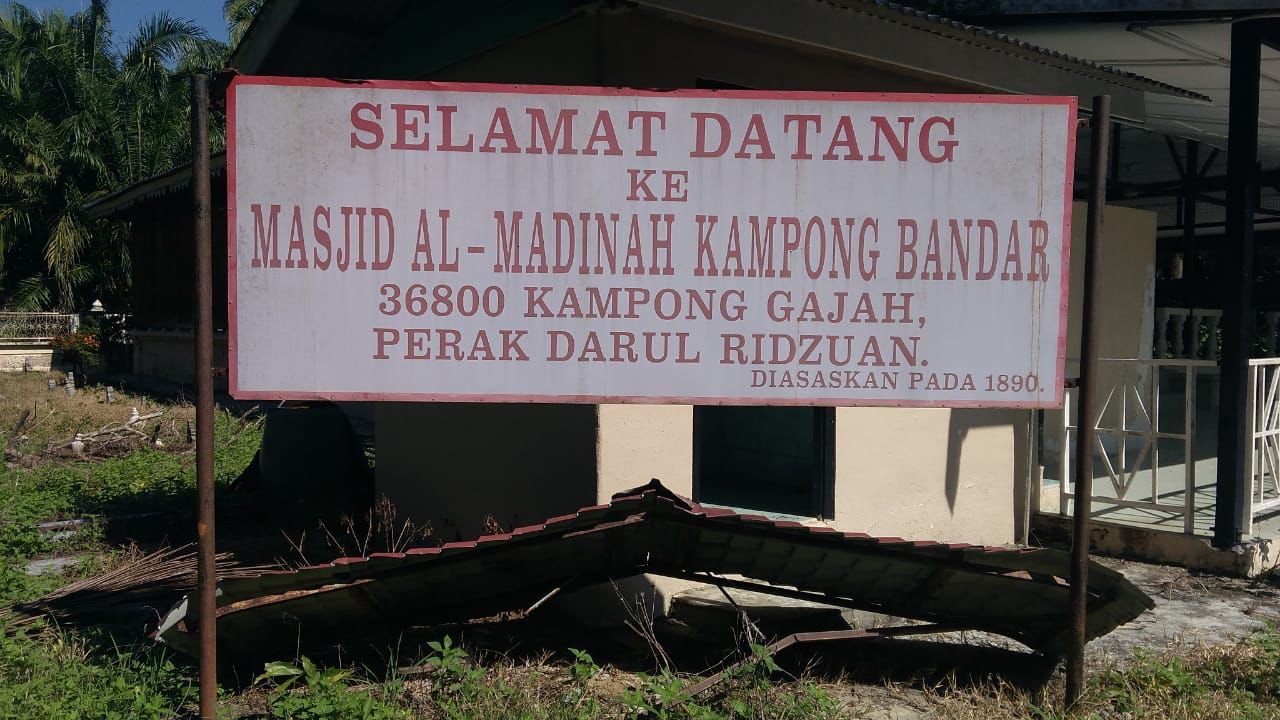 SELAMAT DATANG
KE
MASJID AL-MADINAH KAMPONG BANDAR
36800 KAMPONG GAJAH,
PERAK DARUL RIDZUAN.
DIASASKAN PADA 1890.